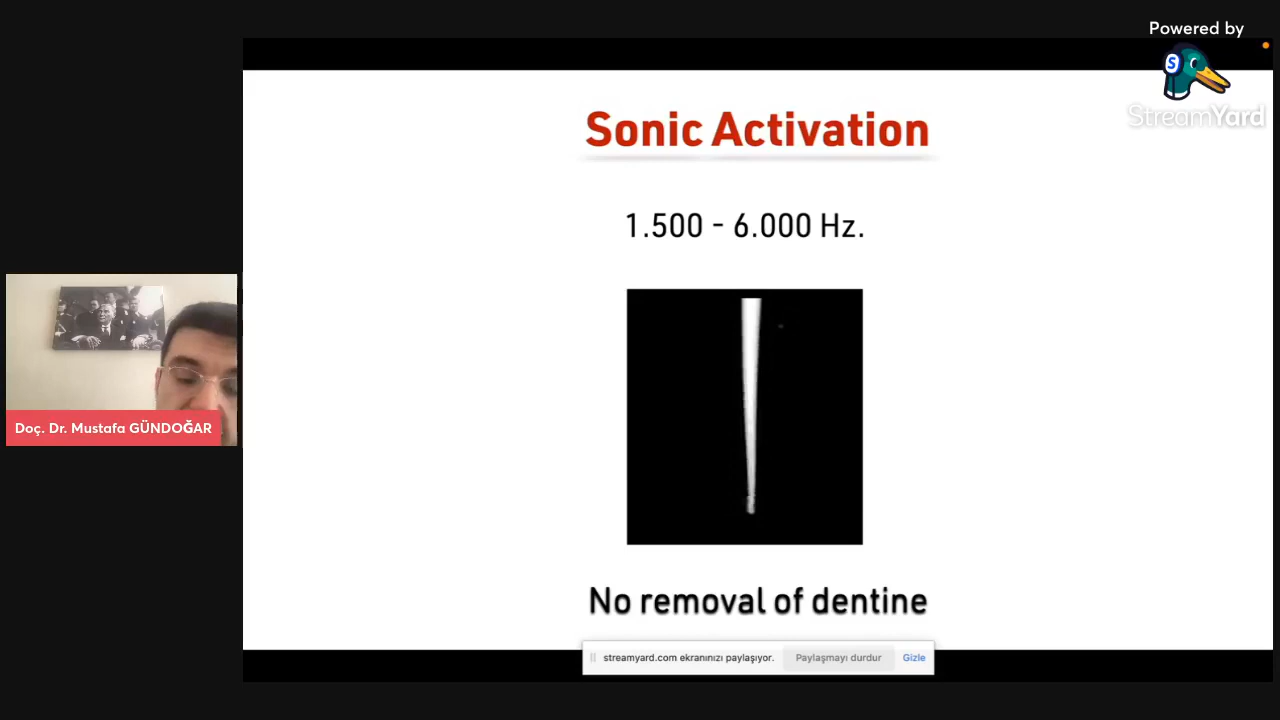 Powered by
S
StreamYard
Sonic Activation
1.500 - 6.000 Hz.
Doç. Dr. Mustafa GÜNDOĞAR
No removal of dentine
streamyard.com ekranınızı paylaşıyor. Paylaşmayı durdur Gizle